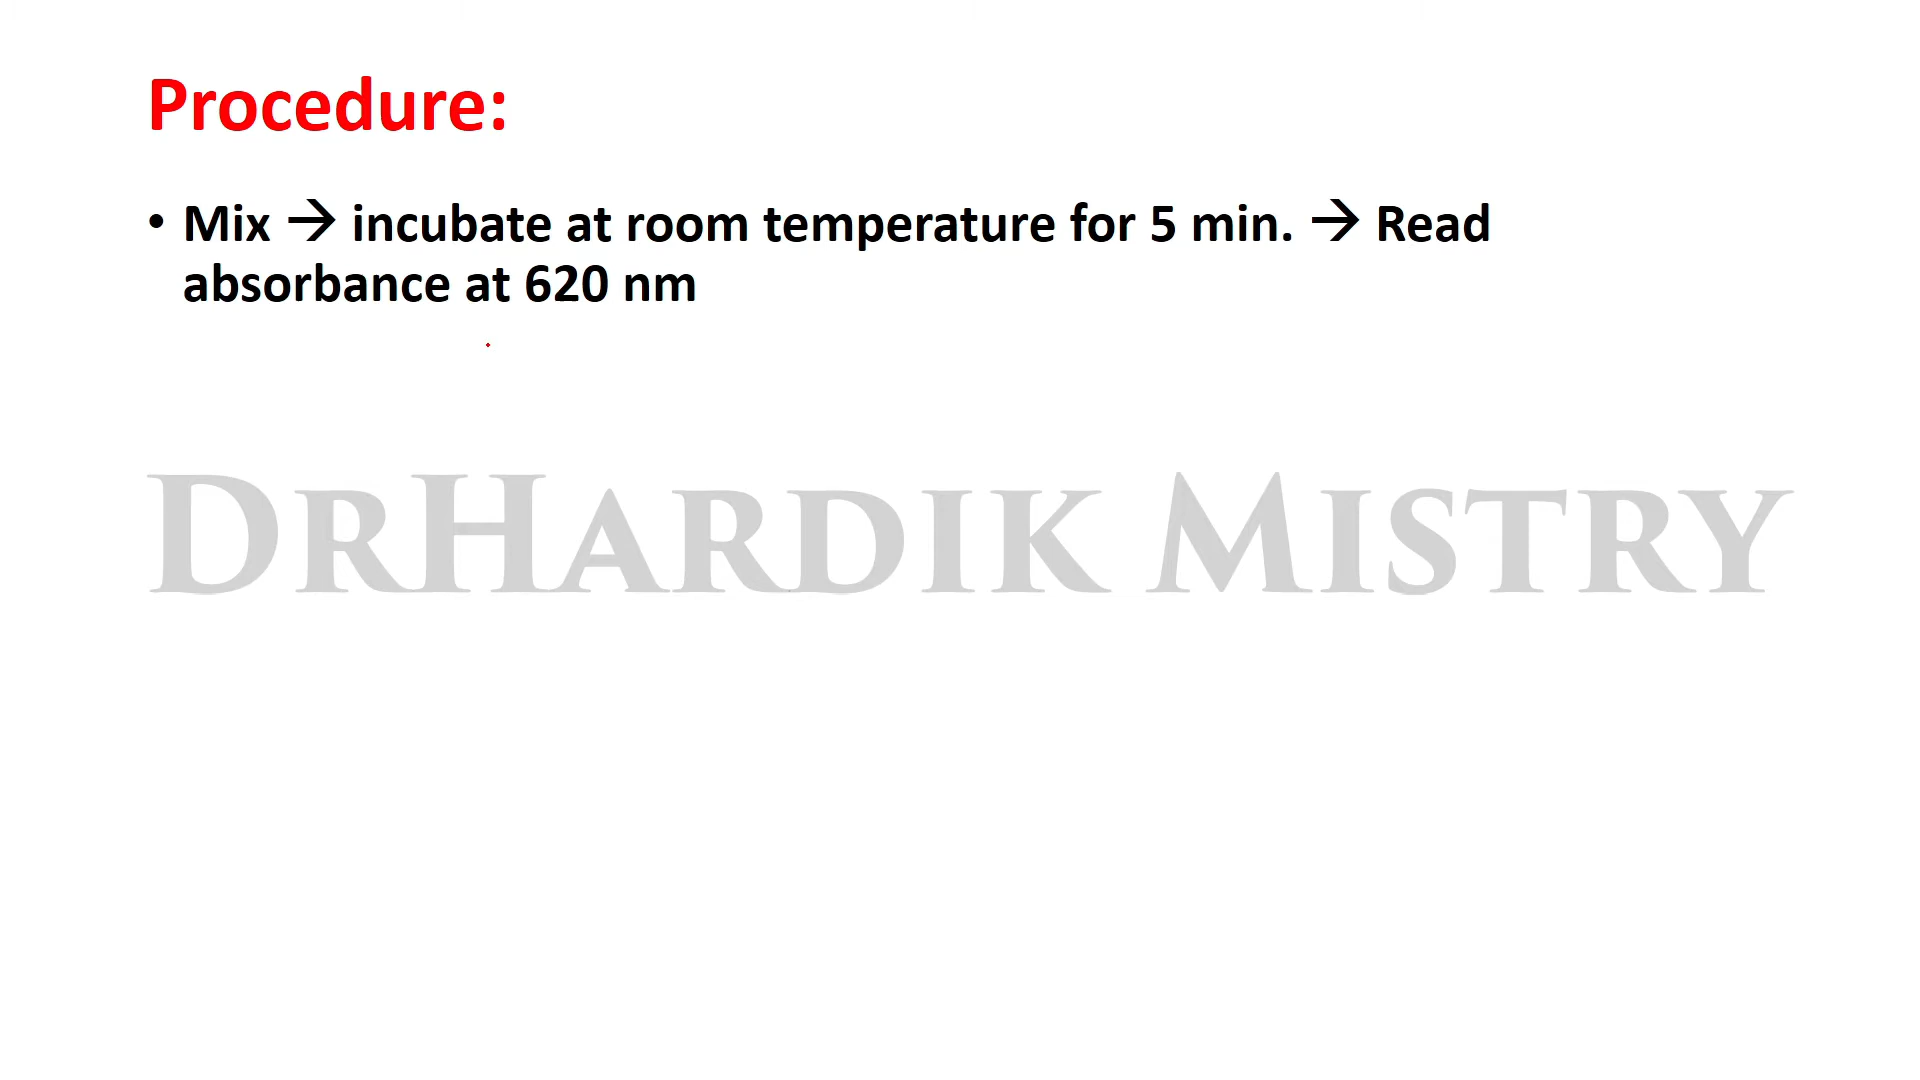 Procedure:
• Mix → incubate at room temperature for 5 min. → Read
absorbance at 620 nm
DrHardik Mistry